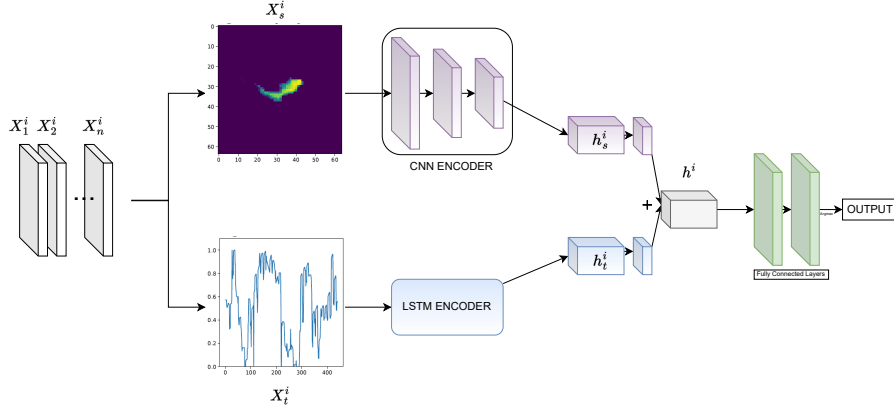 X_s^i
0
10
20
30
40
50
60
0 10 20 30 40 50 60
CNN ENCODER
X_1^i X_2^i X_n^i
...
h_s^i
h^i
+
h_t^i
OUTPUT
Fully Connected Layers
1.0
0.8
0.6
0.4
0.2
0.0
0 100 200 300 400
LSTM ENCODER
X_t^i